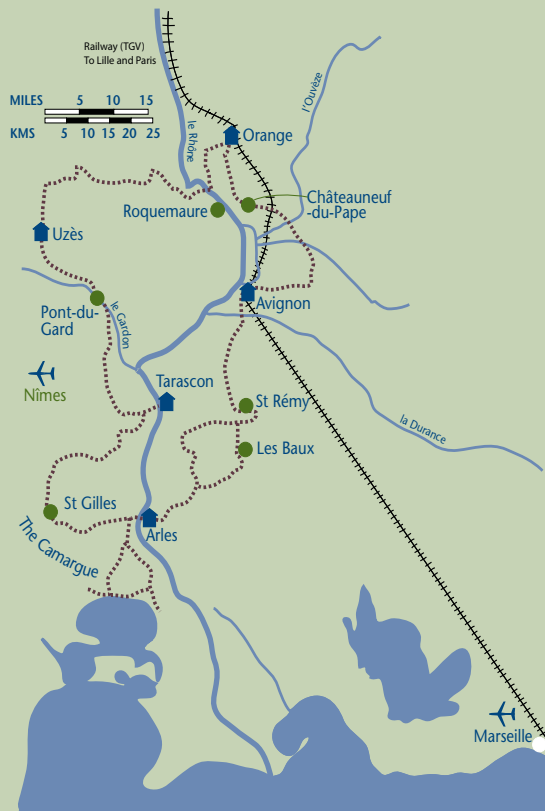 Railway (TGV)
To Lille and Paris
MILES 5 10 15
KMS 5 10 15 20 25
le Rhône
l'Ouvèze
Orange
Châteauneuf
-du-Pape
Roquemaure
Uzès
Avignon
Pont-du-
Gard
le Gardon
Nîmes
Tarascon
St Rémy
la Durance
Les Baux
St Gilles
The Camargue
Arles
Marseille